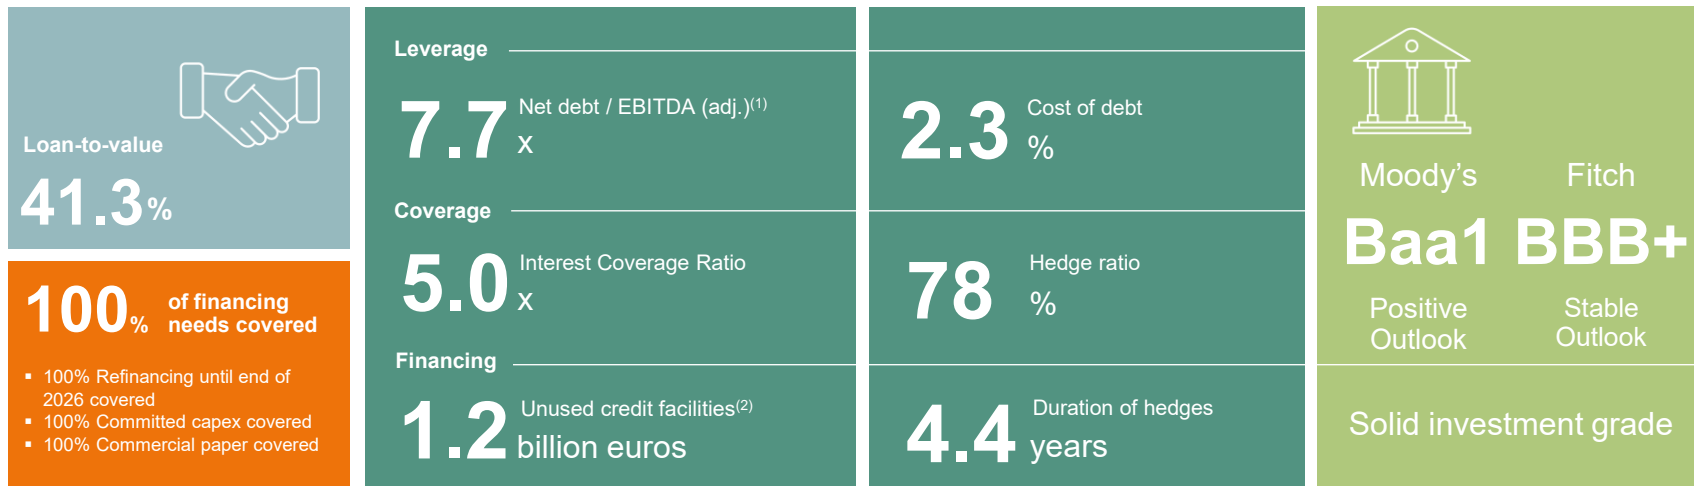 Loan-to-value
41.3 %
100% of financing
needs covered
▪ 100% Refinancing until end of
2026 covered
▪ 100% Committed capex covered
▪ 100% Commercial paper covered
Leverage
7.7 Net debt / EBITDA (adj.)(1)
x
Coverage
5.0 Interest Coverage Ratio
x
Financing
1.2 Unused credit facilities(2)
billion euros
2.3 Cost of debt
%
78 Hedge ratio
%
4.4 Duration of hedges
years
Moody’s Fitch
Baa1 BBB+
Positive Stable
Outlook Outlook
Solid investment grade